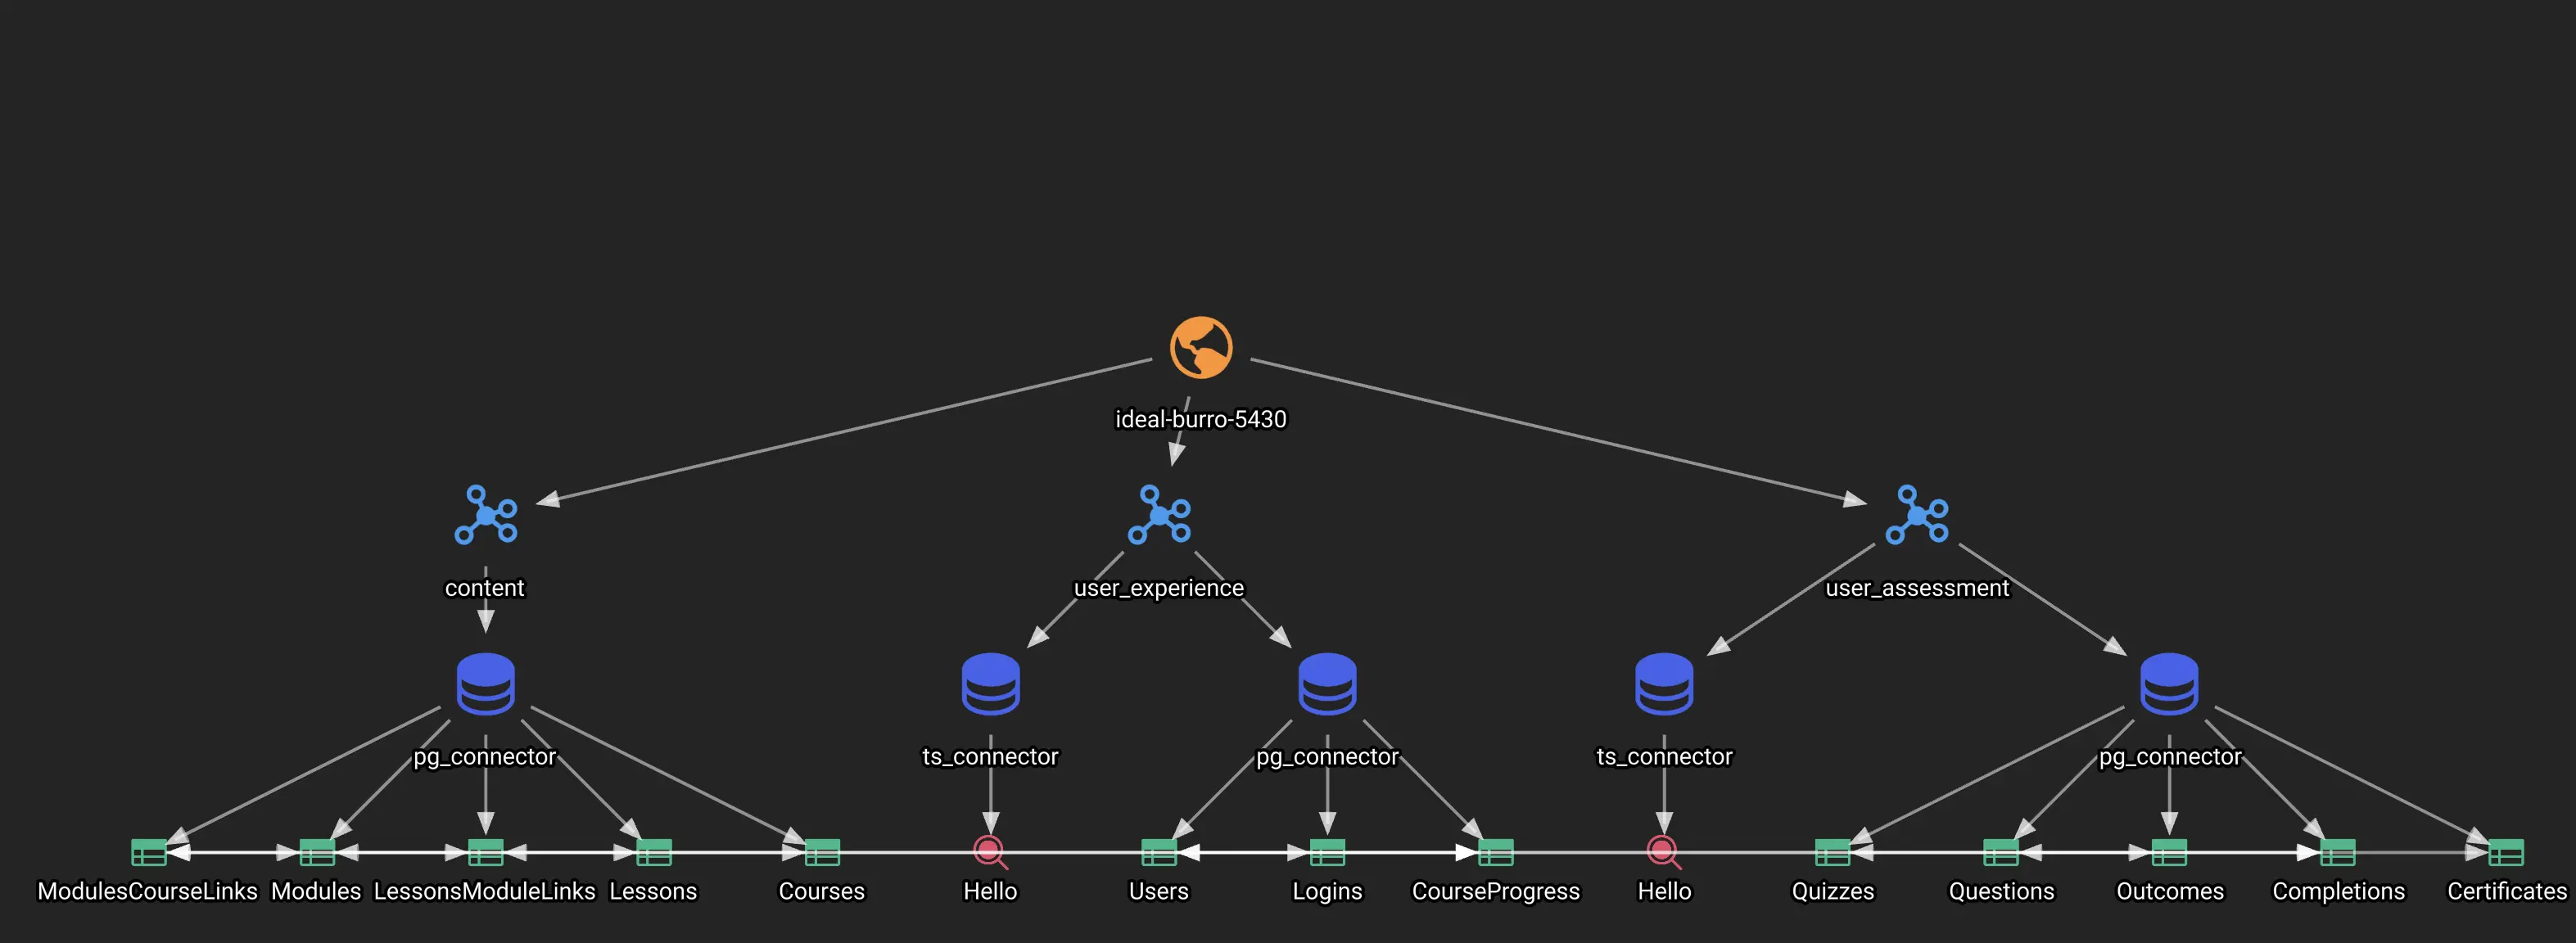 ideal-burro-5430
content
user_experience
user_assessment
pg_connector
ts_connector
pg_connector
ts_connector
pg_connector
ModulesCourseLinks
Modules
LessonsModuleLinks
Lessons
Courses
Hello
Users
Logins
CourseProgress
Hello
Quizzes
Questions
Outcomes
Completions
Certificates